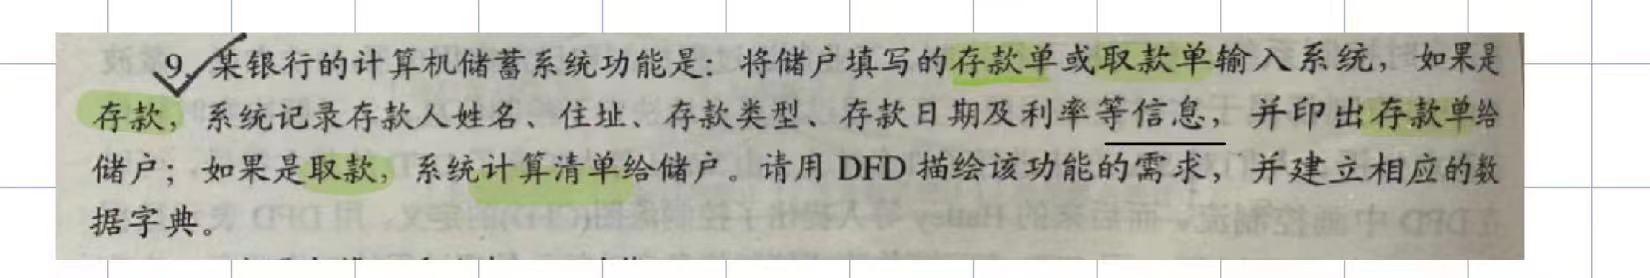 9. 某银行的计算机储蓄系统功能是：将储户填写的存款单或取款单输入系统，如果是
存款，系统记录存款人姓名、住址、存款类型、存款日期及利率等信息，并印出存款单给
储户；如果是取款，系统计算清单给储户。请用 DFD 描绘该功能的需求，并建立相应的数
据字典。